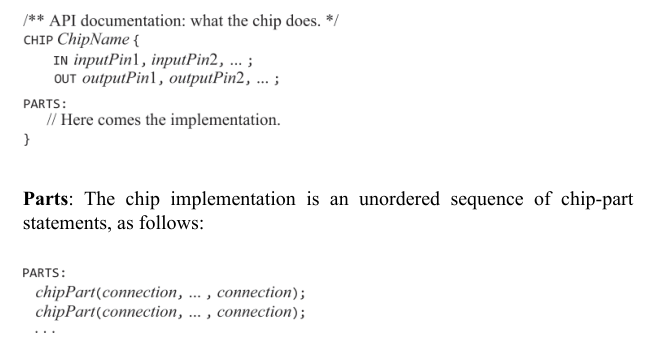 /** API documentation: what the chip does. */
CHIP ChipName {
IN inputPin1, inputPin2, ... ;
OUT outputPin1, outputPin2, ... ;
PARTS:
// Here comes the implementation.
}
Parts: The chip implementation is an unordered sequence of chip-part
statements, as follows:
PARTS:
chipPart(connection, ... , connection);
chipPart(connection, ... , connection);
. . .